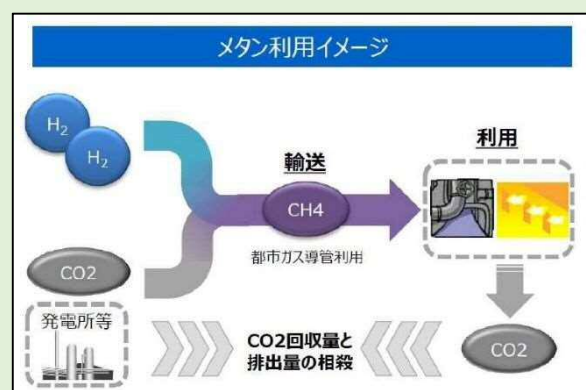 メタン利用イメージ
H2
H2
輸送
利用
CH4
都市ガス導管利用
CO2
発電所等
CO2回収量と
排出量の相殺
CO2